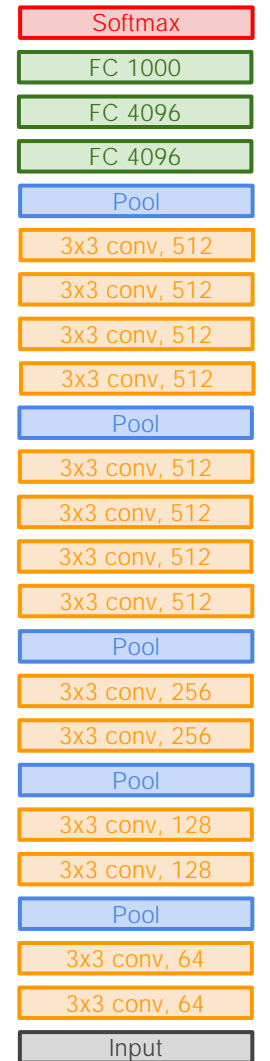 Softmax
FC 1000
FC 4096
FC 4096
Pool
3x3 conv, 512
3x3 conv, 512
3x3 conv, 512
3x3 conv, 512
Pool
3x3 conv, 512
3x3 conv, 512
3x3 conv, 512
3x3 conv, 512
Pool
3x3 conv, 256
3x3 conv, 256
Pool
3x3 conv, 128
3x3 conv, 128
Pool
3x3 conv, 64
3x3 conv, 64
Input